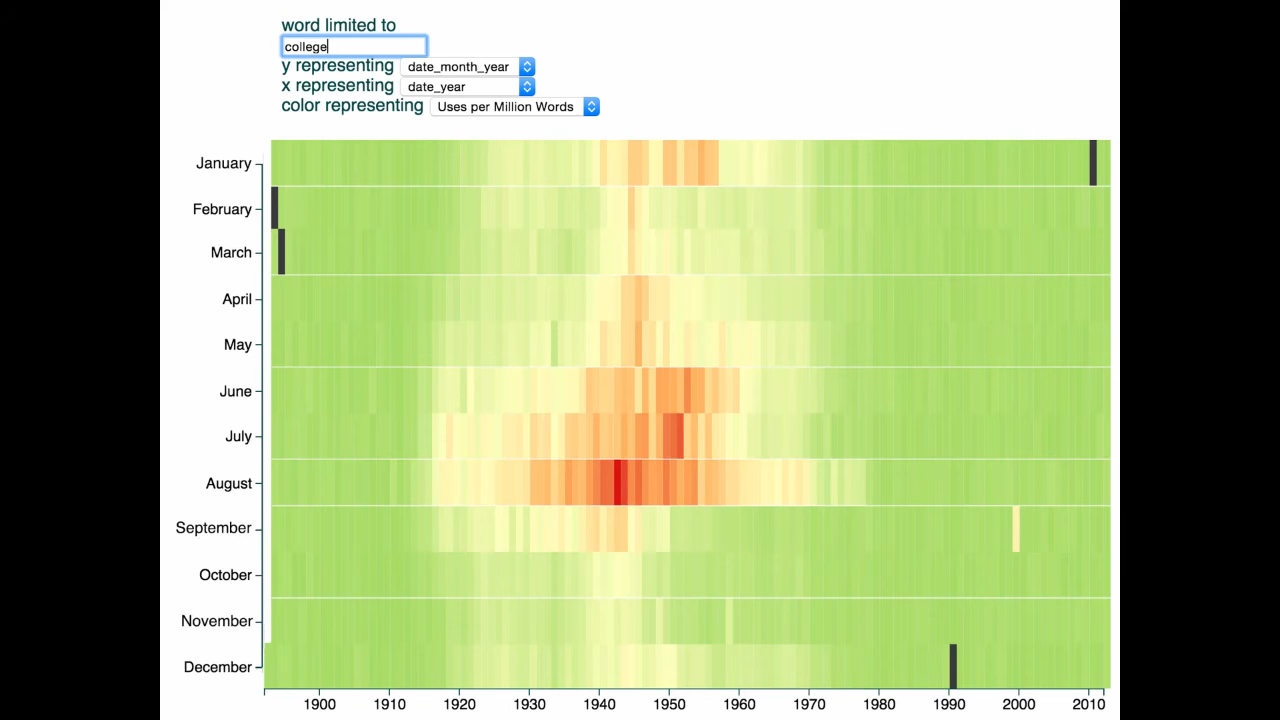 word limited to
college
y representing date_month_year
x representing date_year
color representing Uses per Million Words
January
February
March
April
May
June
July
August
September
October
November
December
1900 1910 1920 1930 1940 1950 1960 1970 1980 1990 2000 2010